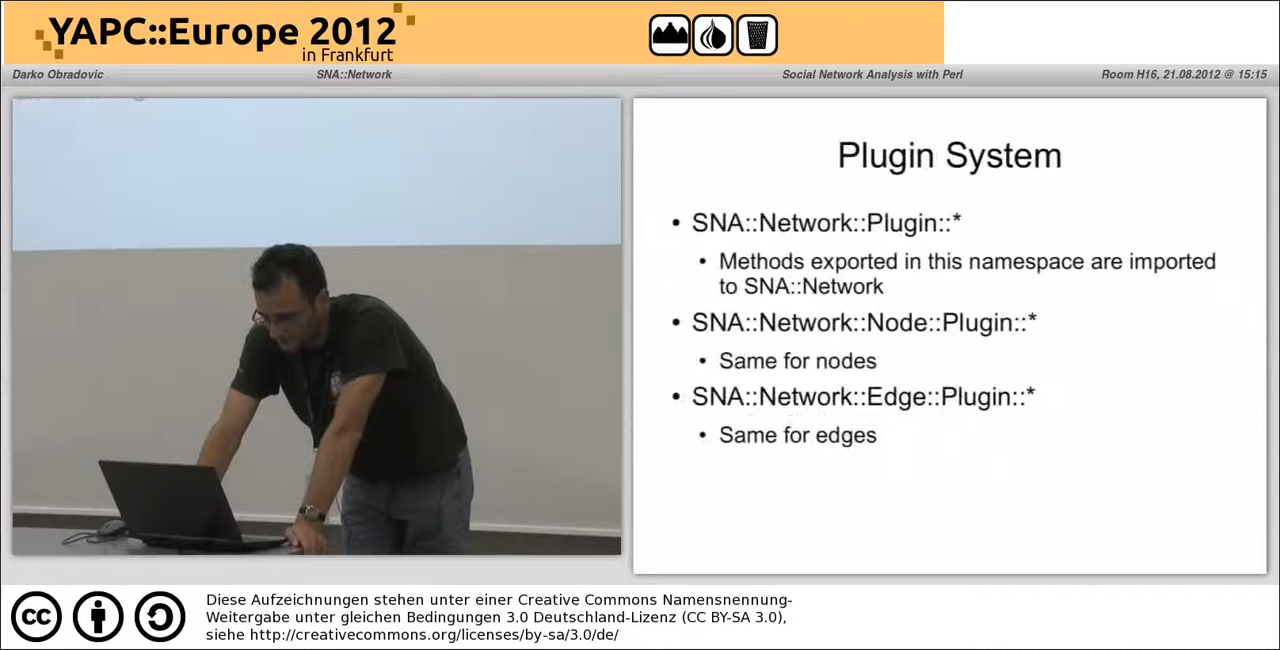 YAPC::Europe 2012
in Frankfurt
Darko Obradovic
SNA::Network
Social Network Analysis with Perl
Room H16, 21.08.2012 @ 15:15
Plugin System
• SNA::Network::Plugin::*
• Methods exported in this namespace are imported
to SNA::Network
• SNA::Network::Node::Plugin::*
• Same for nodes
• SNA::Network::Edge::Plugin::*
• Same for edges
cc
Diese Aufzeichnungen stehen unter einer Creative Commons Namensnennung-
Weitergabe unter gleichen Bedingungen 3.0 Deutschland-Lizenz (CC BY-SA 3.0),
siehe http://creativecommons.org/licenses/by-sa/3.0/de/